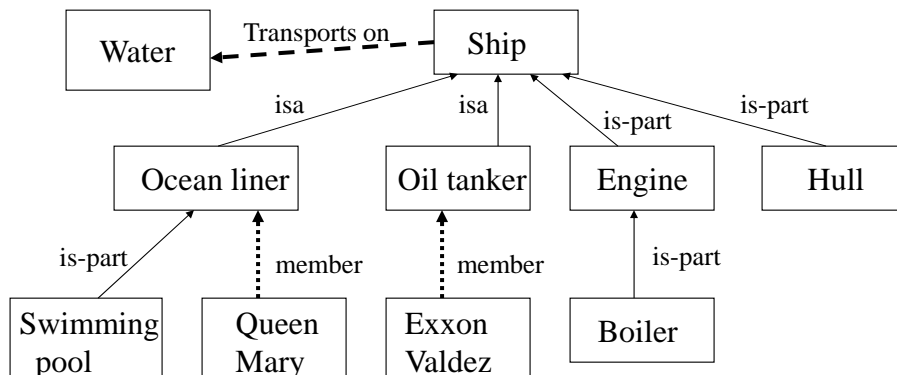 Transports on
Water
Ship
isa
isa
is-part
is-part
Ocean liner
Oil tanker
Engine
Hull
is-part
member
member
is-part
Swimming
pool
Queen
Mary
Exxon
Valdez
Boiler